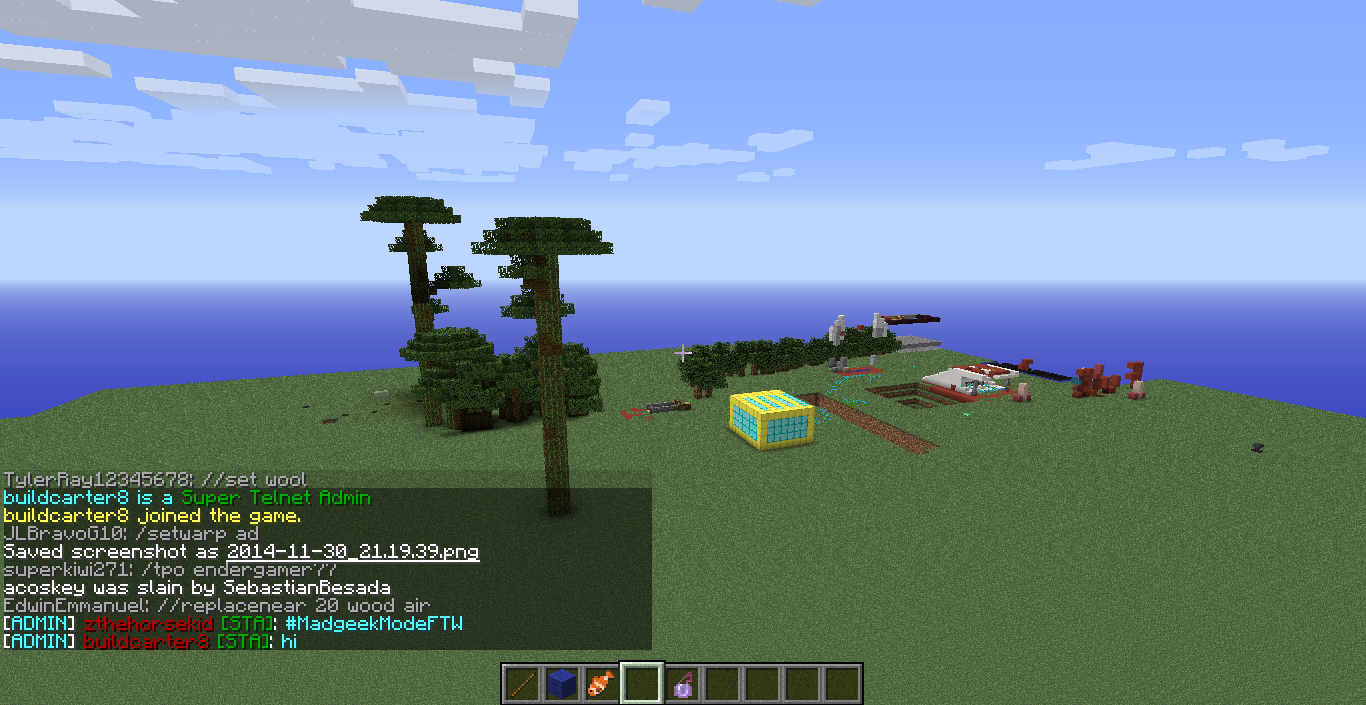 TylerRay12345678: //set wool
buildcarter8 is a Super Telnet Admin
buildcarter8 joined the game.
JLBravoG10: /setwarp ad
Saved screenshot as 2014-11-30_21.19.39.png
superkiwi271: /tpo endergamer77
acoskey was slain by SebastianBesada
EdwinEmmanuel: //replacenear 20 wood air
[ADMIN] zthehorsekid [STA]: #MadgeekModeFTW
[ADMIN] buildcarter8 [STA]: hi